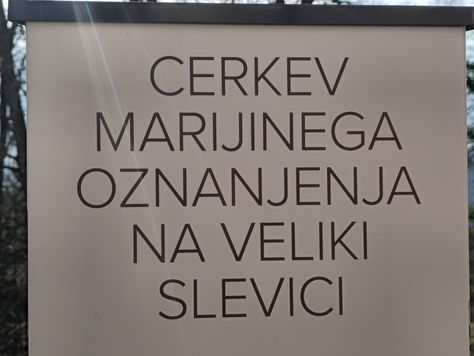 CERKEV
MARIJINEGA
OZNANJENJA
NA VELIKI
SLEVICI